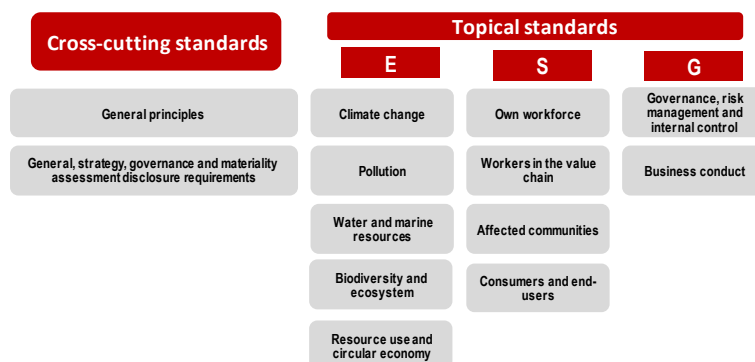 Cross-cutting standards
Topical standards
E
S
G
General principles
General, strategy, governance and materiality
assessment disclosure requirements
Climate change
Pollution
Water and marine
resources
Biodiversity and
ecosystem
Resource use and
circular economy
Own workforce
Workers in the value
chain
Affected communities
Consumers and end-
users
Governance, risk
management and
internal control
Business conduct